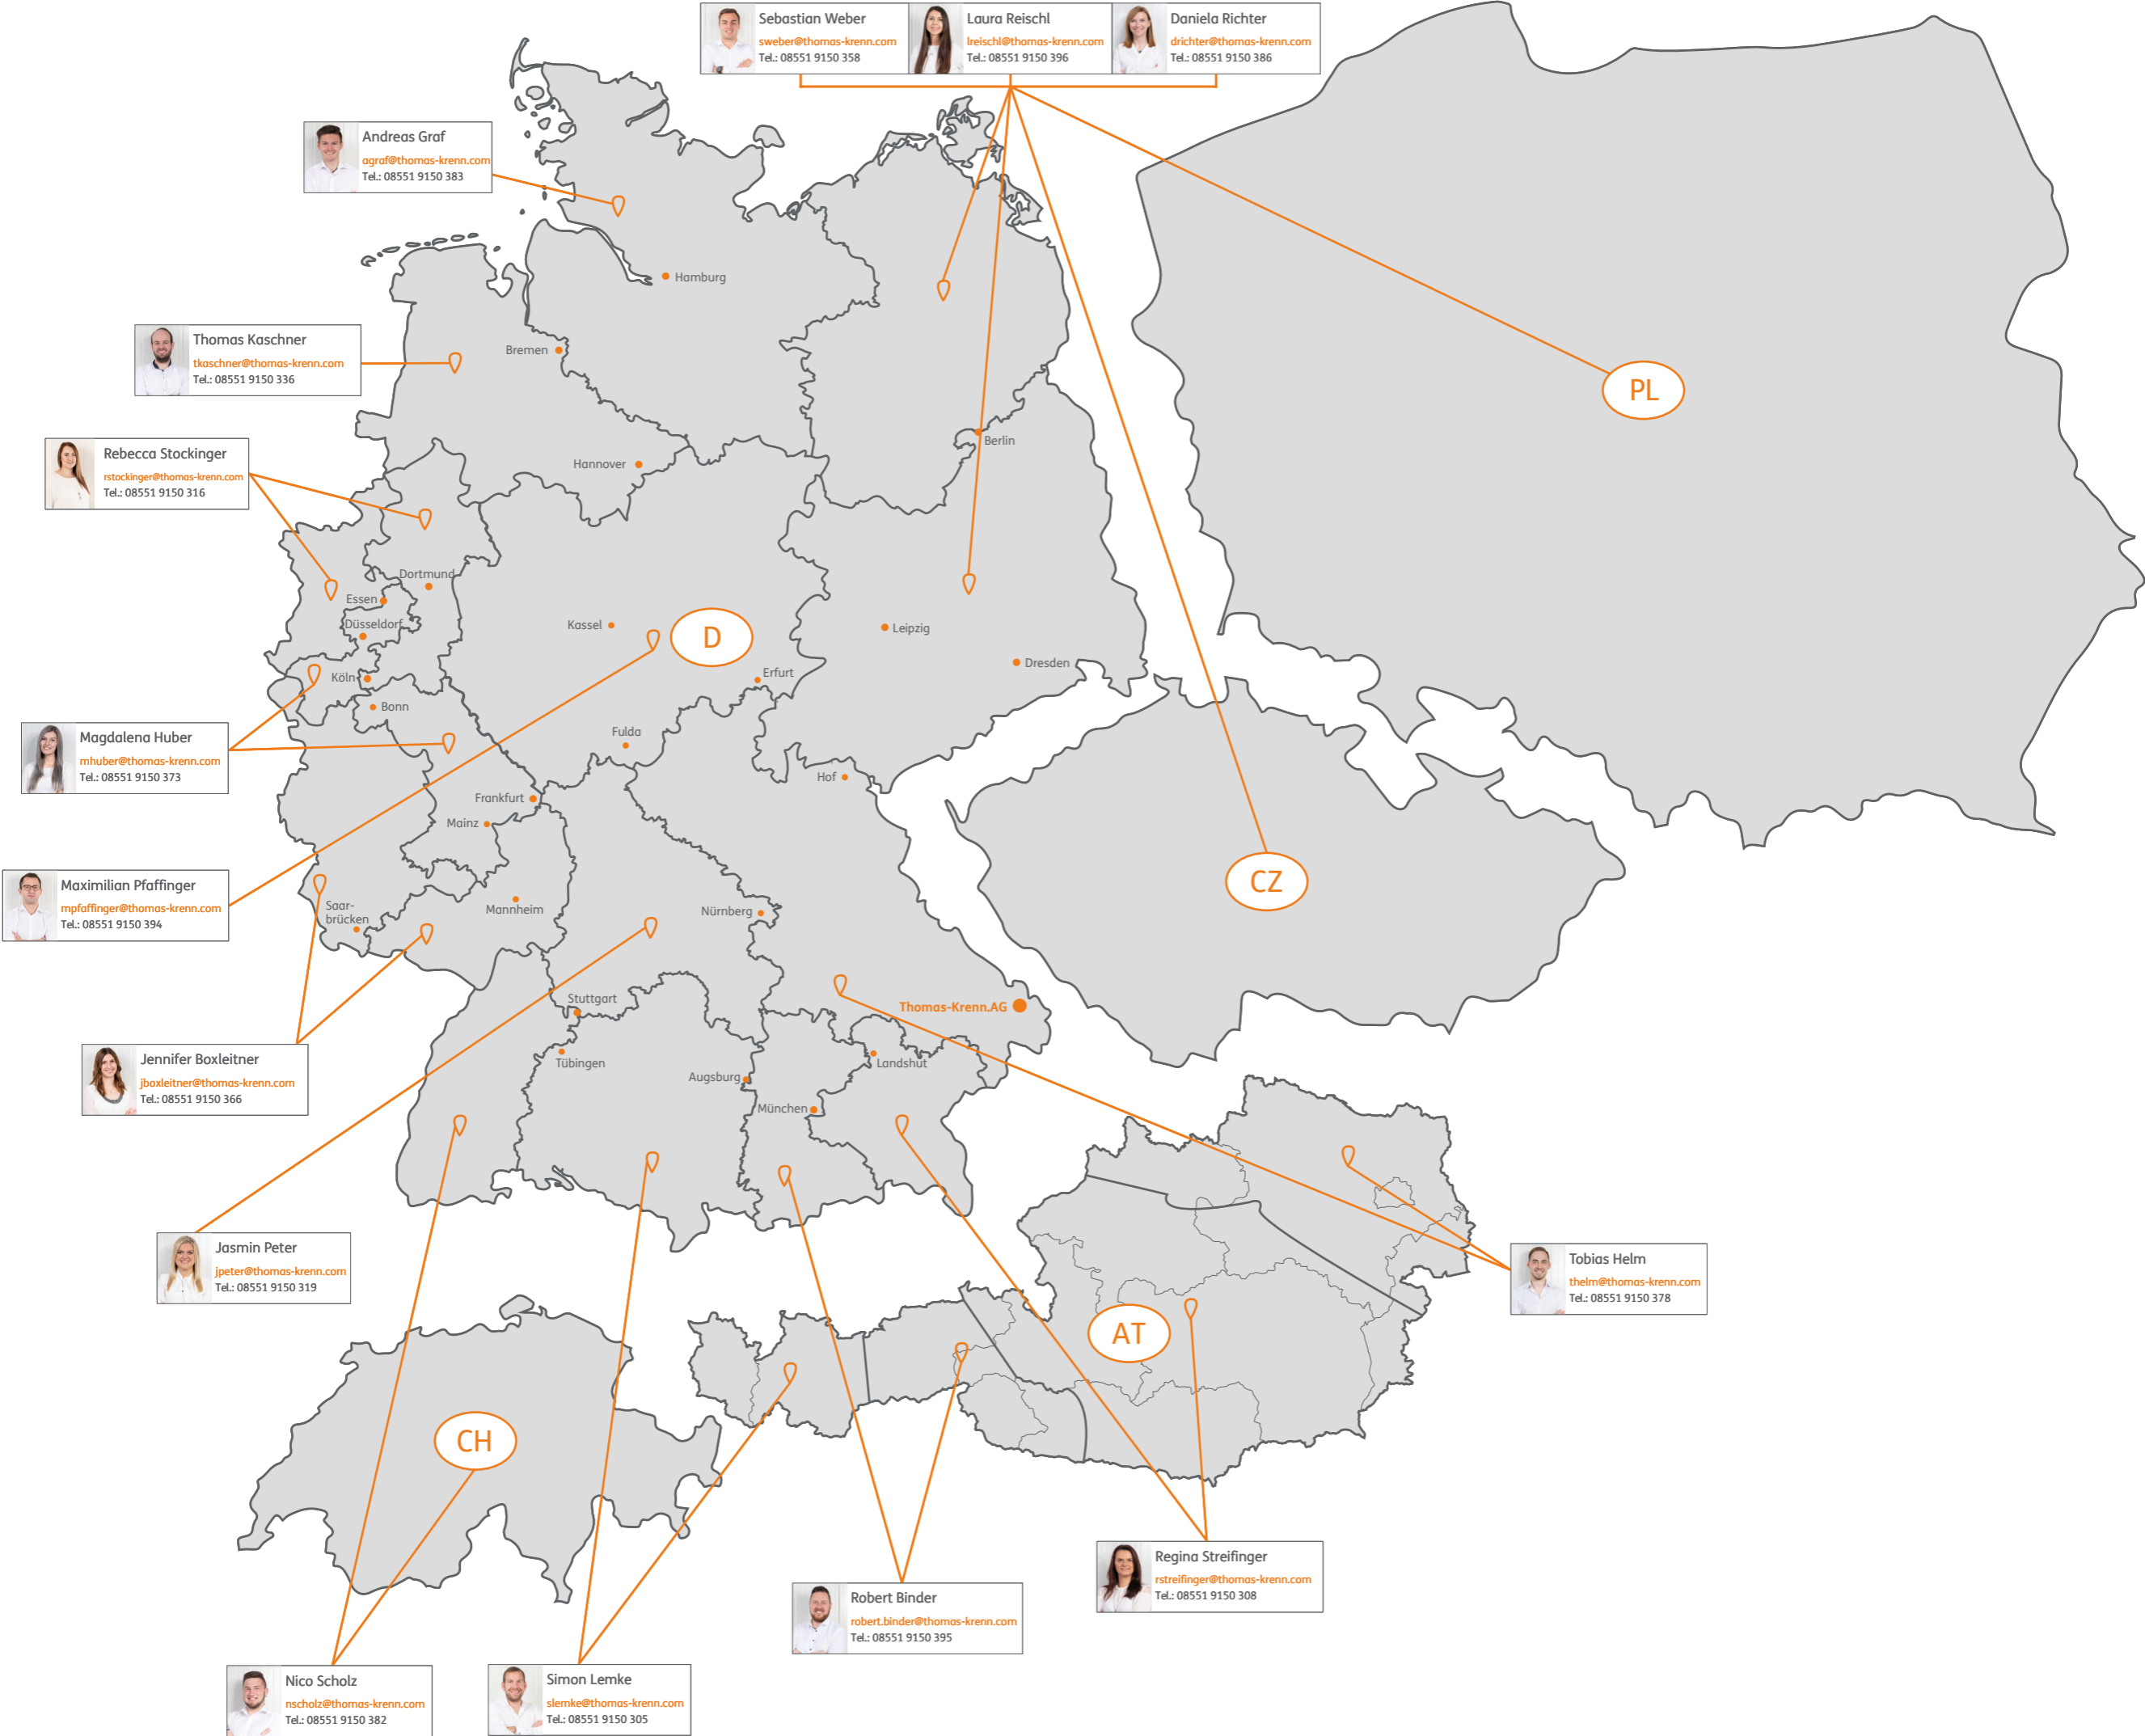 Sebastian Weber
sweber@thomas-krenn.com
Tel.: 08551 9150 358
Laura Reischl
lreischl@thomas-krenn.com
Tel.: 08551 9150 396
Daniela Richter
drichter@thomas-krenn.com
Tel.: 08551 9150 386
Andreas Graf
agraf@thomas-krenn.com
Tel.: 08551 9150 383
Hamburg
Thomas Kaschner
tkaschner@thomas-krenn.com
Tel.: 08551 9150 336
Bremen
PL
Rebecca Stockinger
rstockinger@thomas-krenn.com
Tel.: 08551 9150 316
Berlin
Hannover
Dortmund
Essen
Düsseldorf
Kassel
D
Leipzig
Dresden
Köln
Erfurt
Bonn
Magdalena Huber
mhuber@thomas-krenn.com
Tel.: 08551 9150 373
Fulda
Hof
Frankfurt
Mainz
Maximilian Pfaffinger
mpfaffinger@thomas-krenn.com
Tel.: 08551 9150 394
CZ
Saar-
brücken
Mannheim
Nürnberg
Stuttgart
Thomas-Krenn.AG
Jennifer Boxleitner
jboxleitner@thomas-krenn.com
Tel.: 08551 9150 366
Tübingen
Landshut
Augsburg
München
Jasmin Peter
jpeter@thomas-krenn.com
Tel.: 08551 9150 319
Tobias Helm
thelm@thomas-krenn.com
Tel.: 08551 9150 378
AT
CH
Regina Streifinger
rstreifinger@thomas-krenn.com
Tel.: 08551 9150 308
Robert Binder
robert.binder@thomas-krenn.com
Tel.: 08551 9150 395
Nico Scholz
nscholz@thomas-krenn.com
Tel.: 08551 9150 382
Simon Lemke
slemke@thomas-krenn.com
Tel.: 08551 9150 305